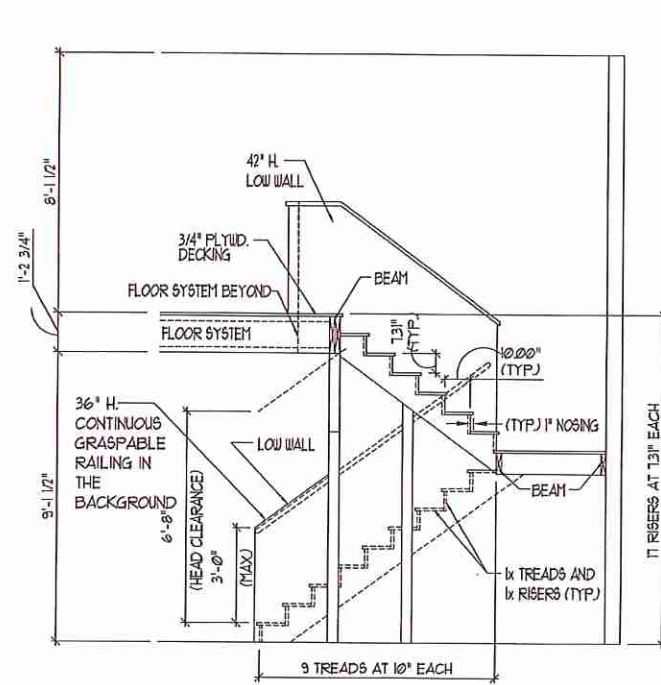 42" H.
LOW WALL
3/4" PLYWD.
DECKING
BEAM
FLOOR SYSTEM BEYOND
FLOOR SYSTEM
8'-1 1/2"
1'-2 3/4"
9'-1 1/2"
7.31"
(TYP.)
10.00"
(TYP.)
36" H.
CONTINUOUS
GRASPABLE
RAILING IN
THE
BACKGROUND
LOW WALL
(TYP.) 1" NOSING
6'-8"
(HEAD CLEARANCE)
3'-0"
(MAX.)
BEAM
1x TREADS AND
1x RISERS (TYP.)
17 RISERS AT 7.31" EACH
9 TREADS AT 10" EACH